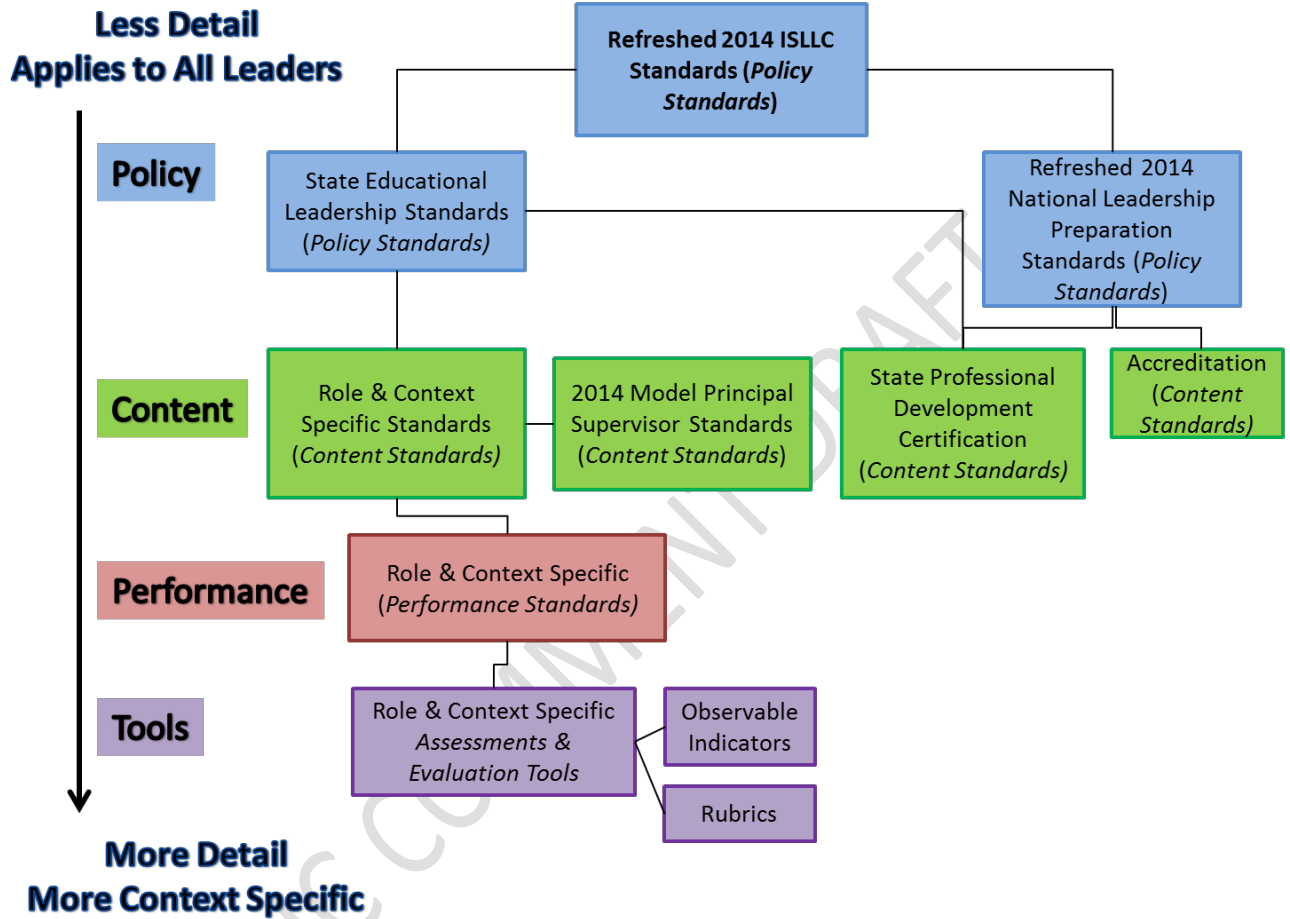 Less Detail
Applies to All Leaders
Refreshed 2014 ISLLC
Standards (Policy
Standards)
Policy
State Educational
Leadership Standards
(Policy Standards)
Refreshed 2014
National Leadership
Preparation
Standards (Policy
Standards)
Content
Role & Context
Specific Standards
(Content Standards)
2014 Model Principal
Supervisor Standards
(Content Standards)
State Professional
Development
Certification
(Content Standards)
Accreditation
(Content
Standards)
Performance
Role & Context Specific
(Performance Standards)
Tools
Role & Context Specific
Assessments &
Evaluation Tools
Observable
Indicators
Rubrics
More Detail
More Context Specific
COMMENT DRAFT